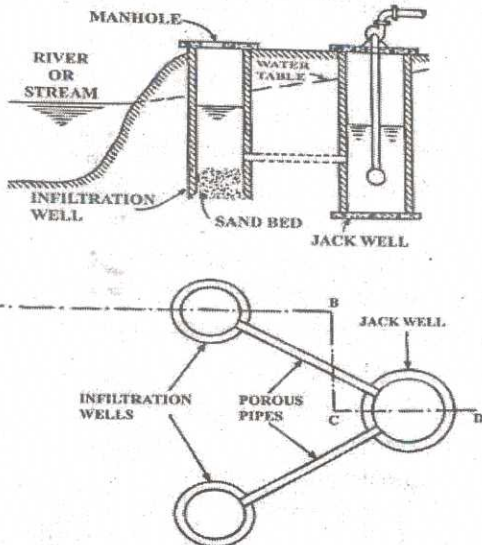 MANHOLE
RIVER
OR
STREAM
WATER
TABLE
INFILTRATION
WELL
SAND BED
JACK WELL
B
JACK WELL
INFILTRATION
WELLS
POROUS
PIPES
C
D